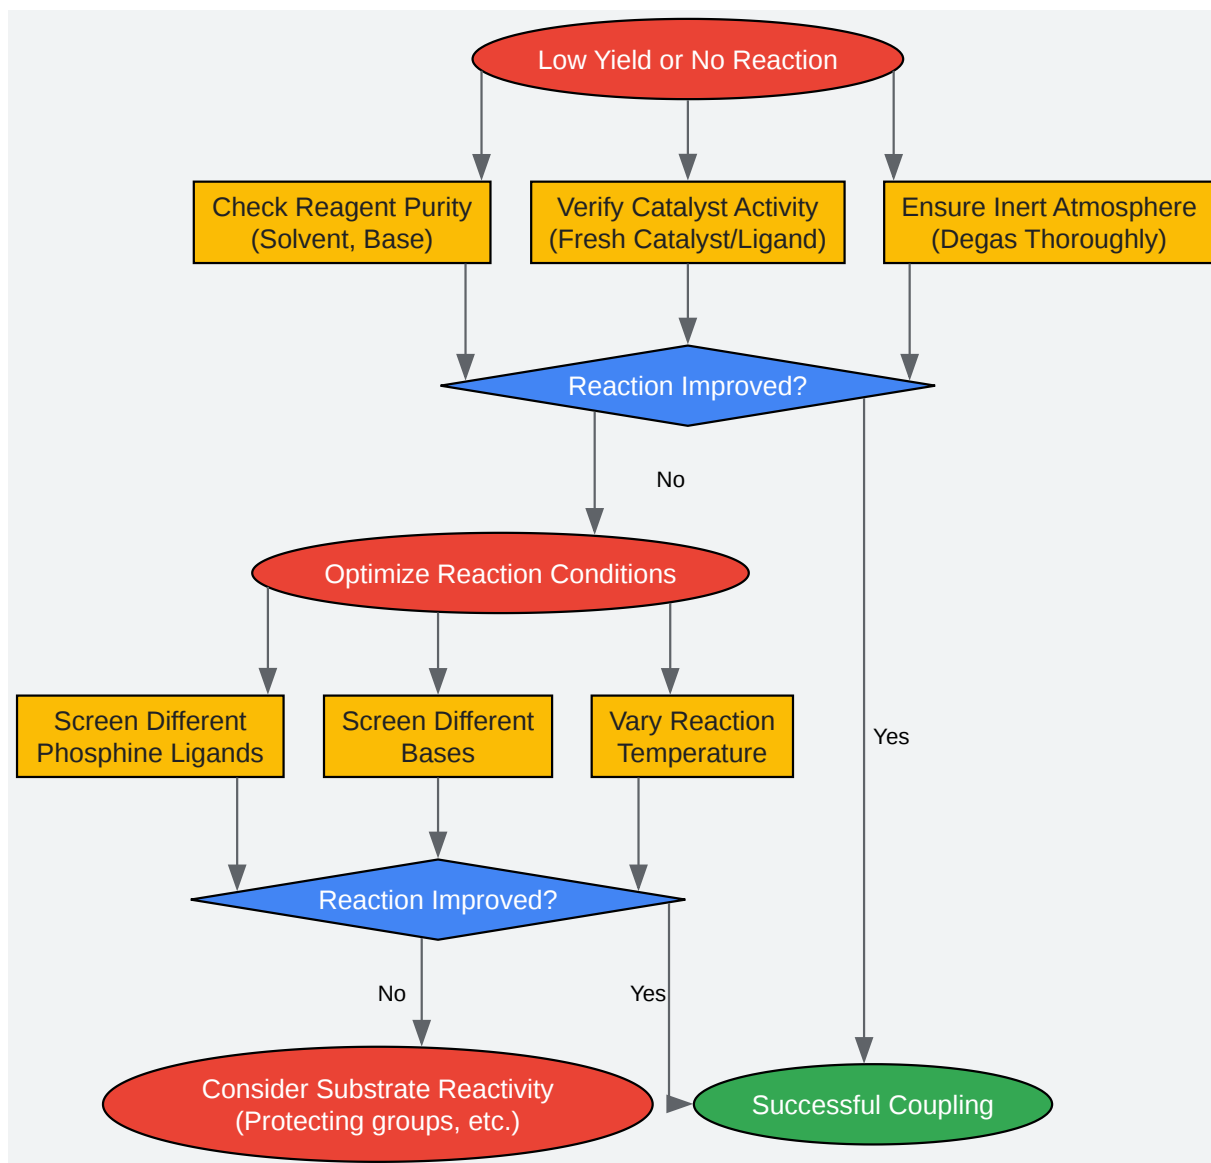 Low Yield or No Reaction
Check Reagent Purity
(Solvent, Base)
Verify Catalyst Activity
(Fresh Catalyst/Ligand)
Ensure Inert Atmosphere
(Degas Thoroughly)
Reaction Improved?
No
Optimize Reaction Conditions
Screen Different
Phosphine Ligands
Screen Different
Bases
Vary Reaction
Temperature
Yes
Reaction Improved?
No
Yes
Consider Substrate Reactivity
(Protecting groups, etc.)
Successful Coupling